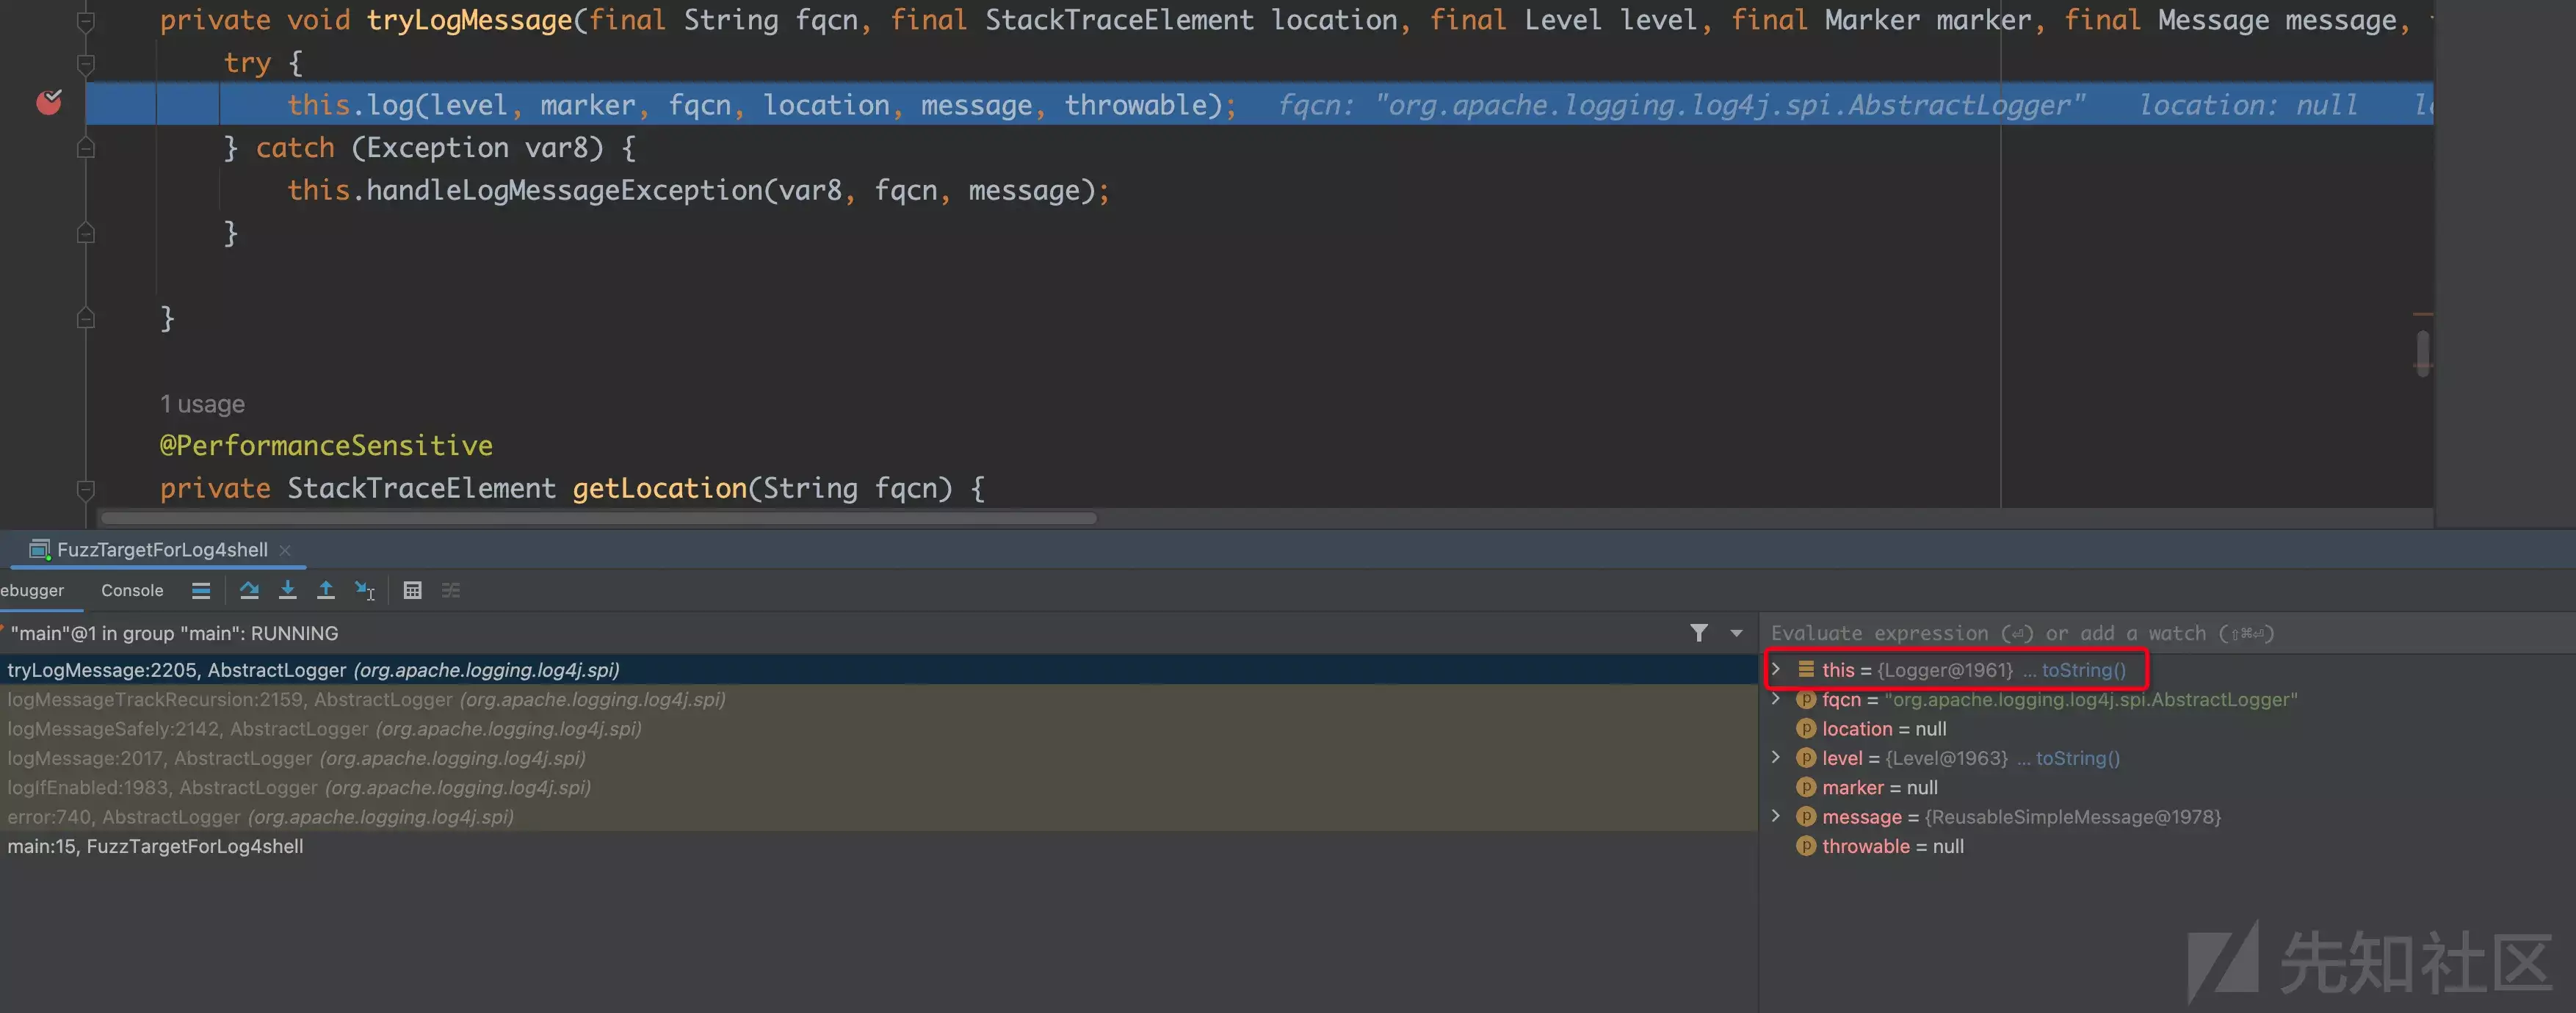 private void tryLogMessage(final String fqcn, final StackTraceElement location, final Level level, final Marker marker, final Message message,
try {
this.log(level, marker, fqcn, location, message, throwable); fqcn: "org.apache.logging.log4j.spi.AbstractLogger" location: null
} catch (Exception var8) {
this.handleLogMessageException(var8, fqcn, message);
}
}
1 usage
@PerformanceSensitive
private StackTraceElement getLocation(String fqcn) {
FuzzTargetForLog4shell
ebugger Console
"main"@1 in group "main": RUNNING
Evaluate expression (⏎) or add a watch (⇧⌘⏎)
tryLogMessage:2205, AbstractLogger (org.apache.logging.log4j.spi)
logMessageTrackRecursion:2159, AbstractLogger (org.apache.logging.log4j.spi)
logMessageSafely:2142, AbstractLogger (org.apache.logging.log4j.spi)
logMessage:2017, AbstractLogger (org.apache.logging.log4j.spi)
logIfEnabled:1983, AbstractLogger (org.apache.logging.log4j.spi)
error:740, AbstractLogger (org.apache.logging.log4j.spi)
main:15, FuzzTargetForLog4shell
this = {Logger@1961} ... toString()
fqcn = "org.apache.logging.log4j.spi.AbstractLogger"
location = null
level = {Level@1963} ... toString()
marker = null
message = {ReusableSimpleMessage@1978}
throwable = null
先知社区